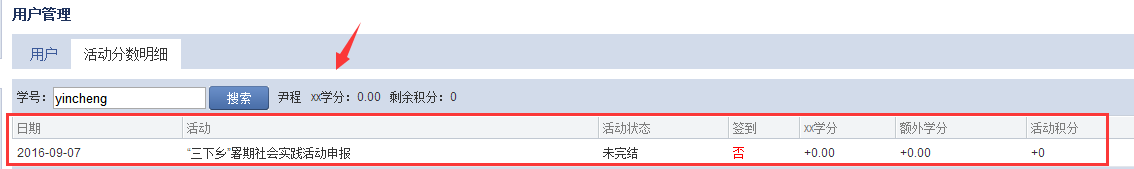 用户管理
用户 活动分数明细
学号: yincheng 搜索 尹程 xx学分: 0.00 剩余积分: 0
日期 活动 活动状态 签到 xx学分 额外学分 活动积分
2016-09-07 “三下乡”署期社会实践活动申报 未完结 否 +0.00 +0.00 +0